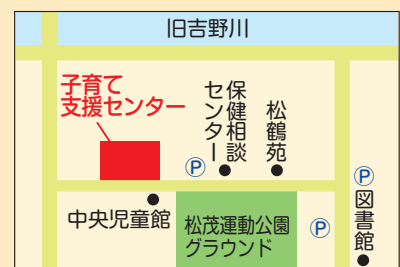 旧吉野川
子育て
支援センター
保健相談
センター
松鶴苑
P
P
図書館
中央児童館
松茂運動公園
グラウンド
P